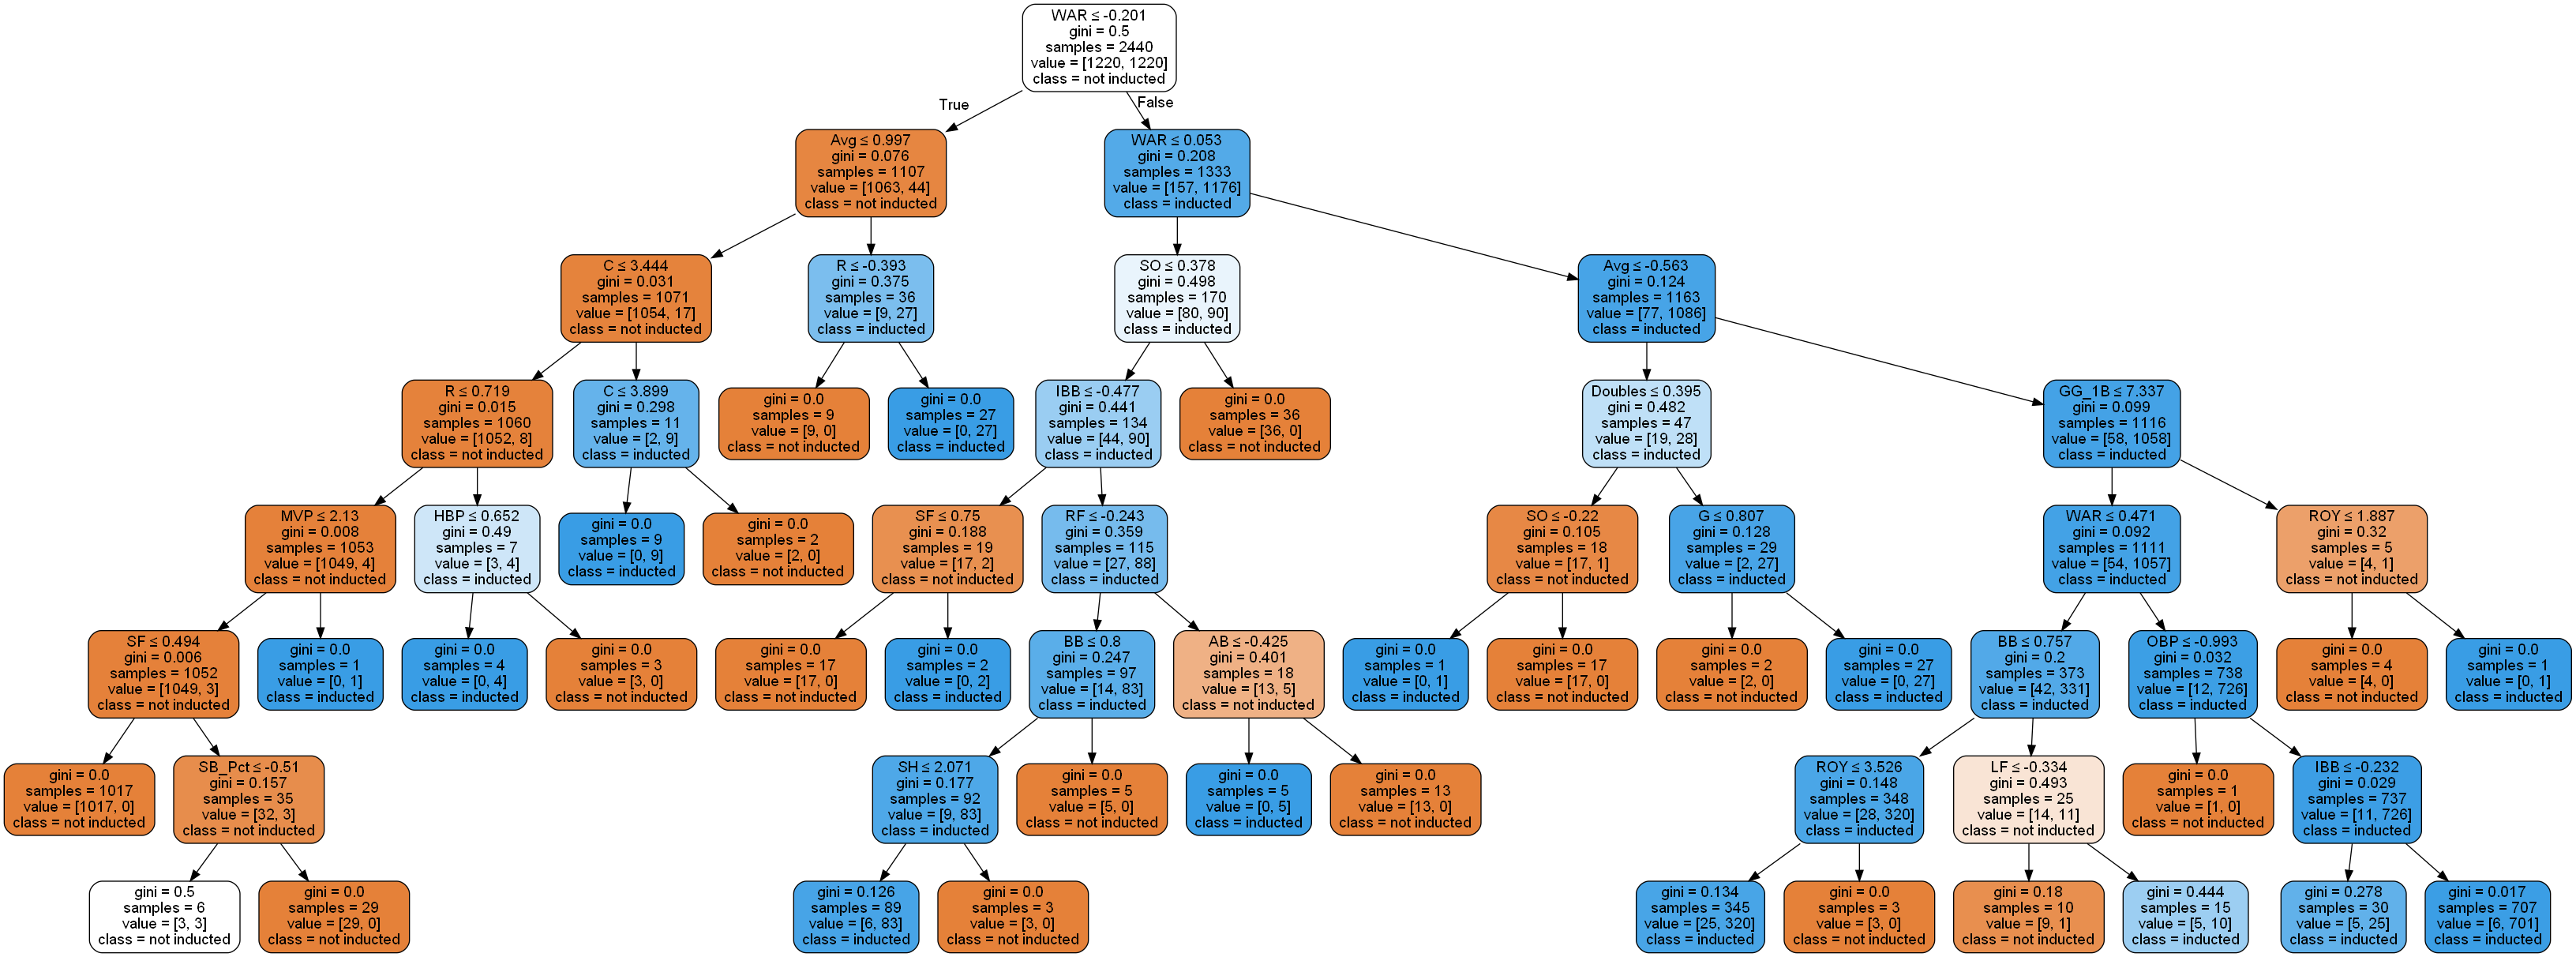 WAR ≤ -0.201
gini = 0.5
samples = 2440
value = [1220, 1220]
class = not inducted
True
False
Avg ≤ 0.997
gini = 0.076
samples = 1107
value = [1063, 44]
class = not inducted
WAR ≤ 0.053
gini = 0.208
samples = 1333
value = [157, 1176]
class = inducted
C ≤ 3.444
gini = 0.031
samples = 1071
value = [1054, 17]
class = not inducted
R ≤ -0.393
gini = 0.375
samples = 36
value = [9, 27]
class = inducted
SO ≤ 0.378
gini = 0.498
samples = 170
value = [80, 90]
class = inducted
Avg ≤ -0.563
gini = 0.124
samples = 1163
value = [77, 1086]
class = inducted
R ≤ 0.719
gini = 0.015
samples = 1060
value = [1052, 8]
class = not inducted
C ≤ 3.899
gini = 0.298
samples = 11
value = [2, 9]
class = inducted
gini = 0.0
samples = 9
value = [9, 0]
class = not inducted
gini = 0.0
samples = 27
value = [0, 27]
class = inducted
IBB ≤ -0.477
gini = 0.441
samples = 134
value = [44, 90]
class = inducted
gini = 0.0
samples = 36
value = [36, 0]
class = not inducted
Doubles ≤ 0.395
gini = 0.482
samples = 47
value = [19, 28]
class = inducted
GG_1B ≤ 7.337
gini = 0.099
samples = 1116
value = [58, 1058]
class = inducted
MVP ≤ 2.13
gini = 0.008
samples = 1053
value = [1049, 4]
class = not inducted
HBP ≤ 0.652
gini = 0.49
samples = 7
value = [3, 4]
class = inducted
gini = 0.0
samples = 9
value = [0, 9]
class = inducted
gini = 0.0
samples = 2
value = [2, 0]
class = not inducted
SF ≤ 0.75
gini = 0.188
samples = 19
value = [17, 2]
class = not inducted
RF ≤ -0.243
gini = 0.359
samples = 115
value = [27, 88]
class = inducted
SO ≤ -0.22
gini = 0.105
samples = 18
value = [17, 1]
class = not inducted
G ≤ 0.807
gini = 0.128
samples = 29
value = [2, 27]
class = inducted
WAR ≤ 0.471
gini = 0.092
samples = 1111
value = [54, 1057]
class = inducted
ROY ≤ 1.887
gini = 0.32
samples = 5
value = [4, 1]
class = not inducted
SF ≤ 0.494
gini = 0.006
samples = 1052
value = [1049, 3]
class = not inducted
gini = 0.0
samples = 1
value = [0, 1]
class = inducted
gini = 0.0
samples = 4
value = [0, 4]
class = inducted
gini = 0.0
samples = 3
value = [3, 0]
class = not inducted
gini = 0.0
samples = 17
value = [17, 0]
class = not inducted
gini = 0.0
samples = 2
value = [0, 2]
class = inducted
BB ≤ 0.8
gini = 0.247
samples = 97
value = [14, 83]
class = inducted
AB ≤ -0.425
gini = 0.401
samples = 18
value = [13, 5]
class = not inducted
gini = 0.0
samples = 1
value = [0, 1]
class = inducted
gini = 0.0
samples = 17
value = [17, 0]
class = not inducted
gini = 0.0
samples = 2
value = [2, 0]
class = not inducted
gini = 0.0
samples = 27
value = [0, 27]
class = inducted
BB ≤ 0.757
gini = 0.2
samples = 373
value = [42, 331]
class = inducted
OBP ≤ -0.993
gini = 0.032
samples = 738
value = [12, 726]
class = inducted
gini = 0.0
samples = 4
value = [4, 0]
class = not inducted
gini = 0.0
samples = 1
value = [0, 1]
class = inducted
gini = 0.0
samples = 1017
value = [1017, 0]
class = not inducted
SB_Pct ≤ -0.51
gini = 0.157
samples = 35
value = [32, 3]
class = not inducted
SH ≤ 2.071
gini = 0.177
samples = 92
value = [9, 83]
class = inducted
gini = 0.0
samples = 5
value = [5, 0]
class = not inducted
gini = 0.0
samples = 5
value = [0, 5]
class = inducted
gini = 0.0
samples = 13
value = [13, 0]
class = not inducted
ROY ≤ 3.526
gini = 0.148
samples = 348
value = [28, 320]
class = inducted
LF ≤ -0.334
gini = 0.493
samples = 25
value = [14, 11]
class = not inducted
gini = 0.0
samples = 1
value = [1, 0]
class = not inducted
IBB ≤ -0.232
gini = 0.029
samples = 737
value = [11, 726]
class = inducted
gini = 0.5
samples = 6
value = [3, 3]
class = not inducted
gini = 0.0
samples = 29
value = [29, 0]
class = not inducted
gini = 0.126
samples = 89
value = [6, 83]
class = inducted
gini = 0.0
samples = 3
value = [3, 0]
class = not inducted
gini = 0.134
samples = 345
value = [25, 320]
class = inducted
gini = 0.0
samples = 3
value = [3, 0]
class = not inducted
gini = 0.18
samples = 10
value = [9, 1]
class = not inducted
gini = 0.444
samples = 15
value = [5, 10]
class = inducted
gini = 0.278
samples = 30
value = [5, 25]
class = inducted
gini = 0.017
samples = 707
value = [6, 701]
class = inducted